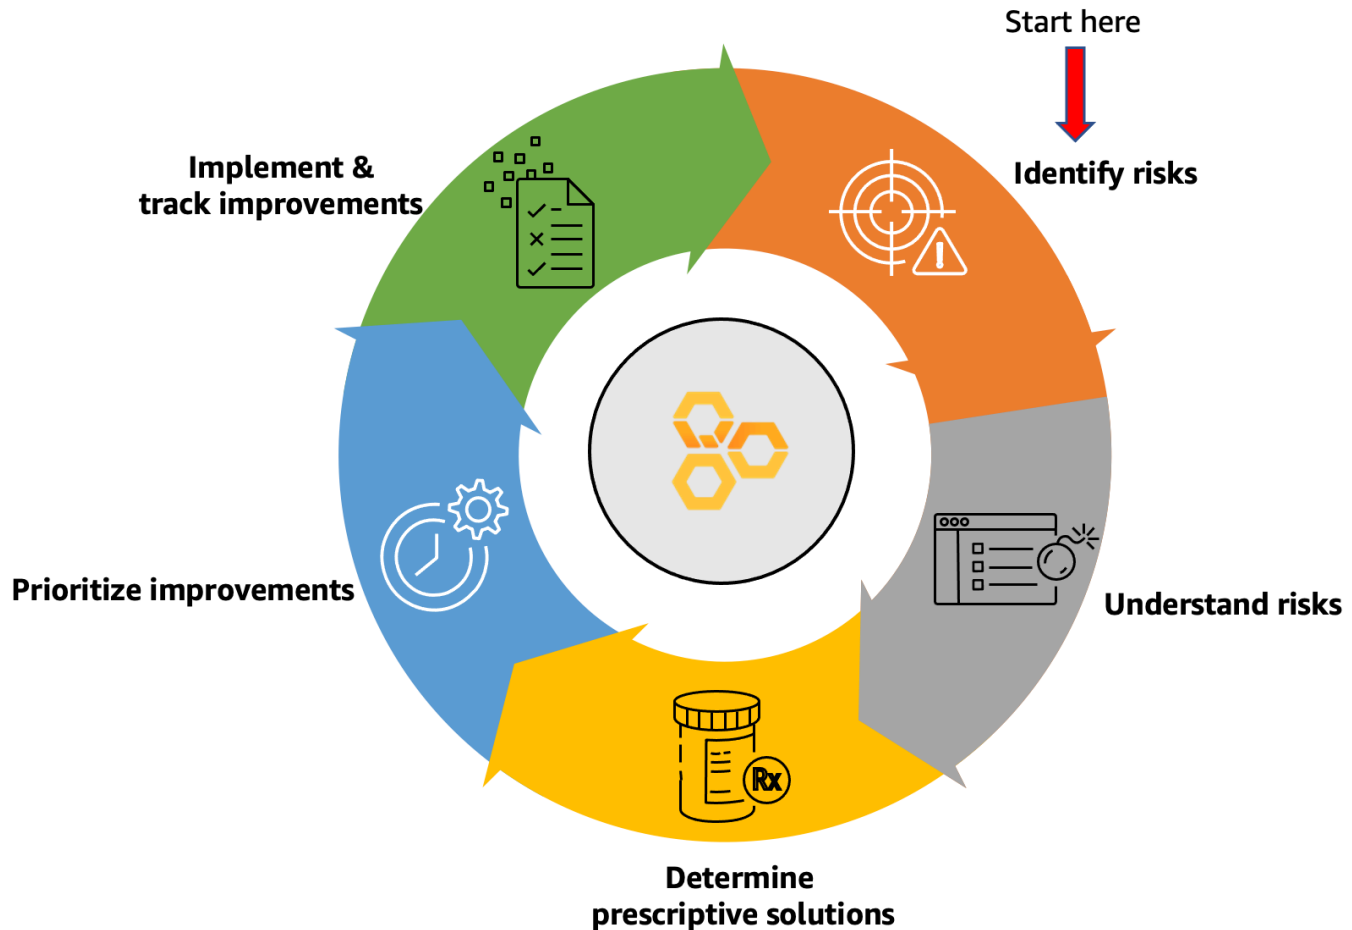 Start here
Identify risks
Understand risks
Determine
prescriptive solutions
Rx
Prioritize improvements
Implement &
track improvements